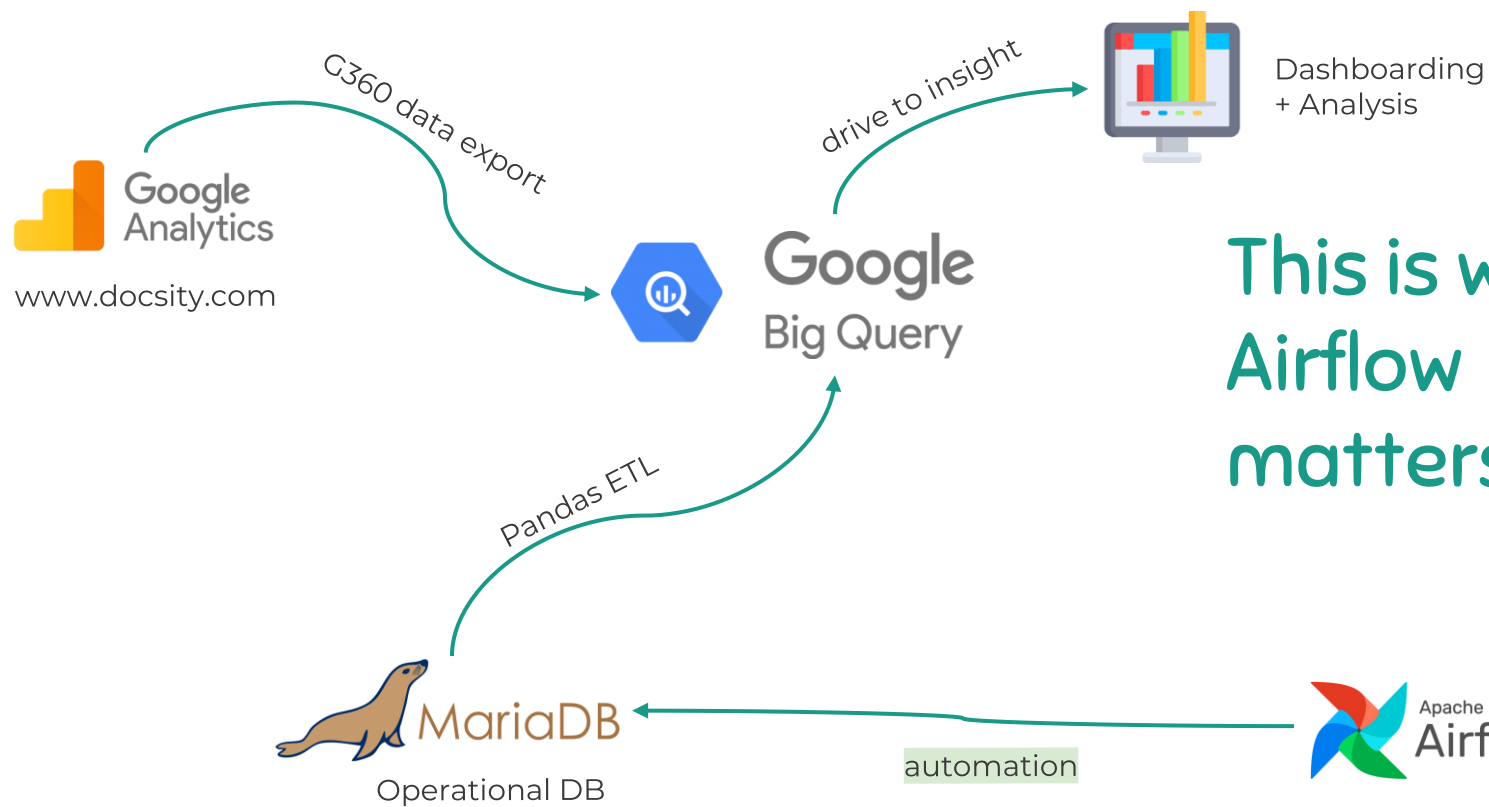 G360 data export
drive to insight
Dashboarding
+ Analysis
Google
Analytics
www.docsity.com
Google
Big Query
This is w
Airflow
matters
Pandas ETL
MariaDB
Operational DB
automation
Apache
Airf